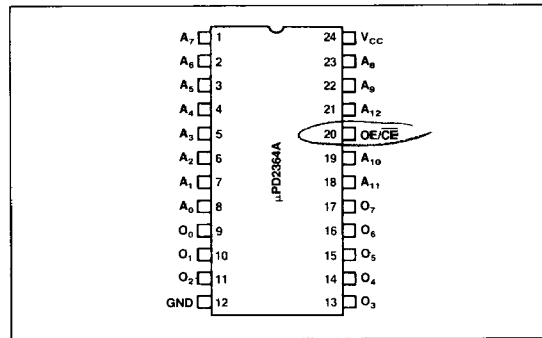 A7 1 24 VCC
A6 2 23 A8
A5 3 22 A9
A4 4 21 A12
A3 5 20 OE/C̅E̅
A2 6 19 A10
A1 7 18 A11
A0 8 17 O7
O0 9 16 O6
O1 10 15 O5
O2 11 14 O4
GND 12 13 O3
μPD2364A